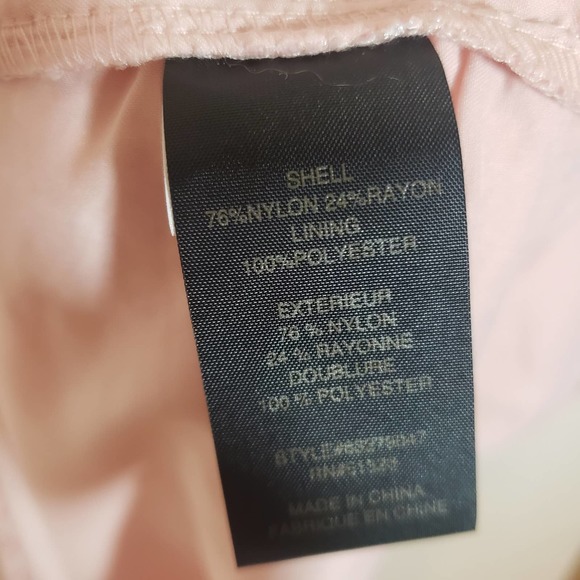 SHELL
76%NYLON 24%RAYON
LINING
100%POLYESTER
EXTERIEUR
76 % NYLON
24 % RAYONNE
DOUBLURE
100 % POLYESTER
MADE IN CHINA
FABRIQUE EN CHINE